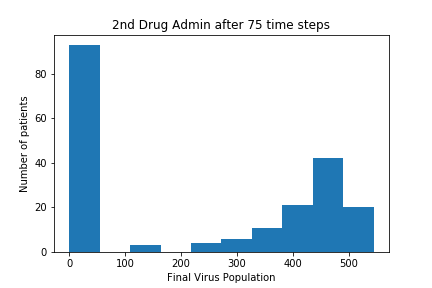 2nd Drug Admin after 75 time steps
Number of patients
80
60
40
20
0
0 100 200 300 400 500
Final Virus Population